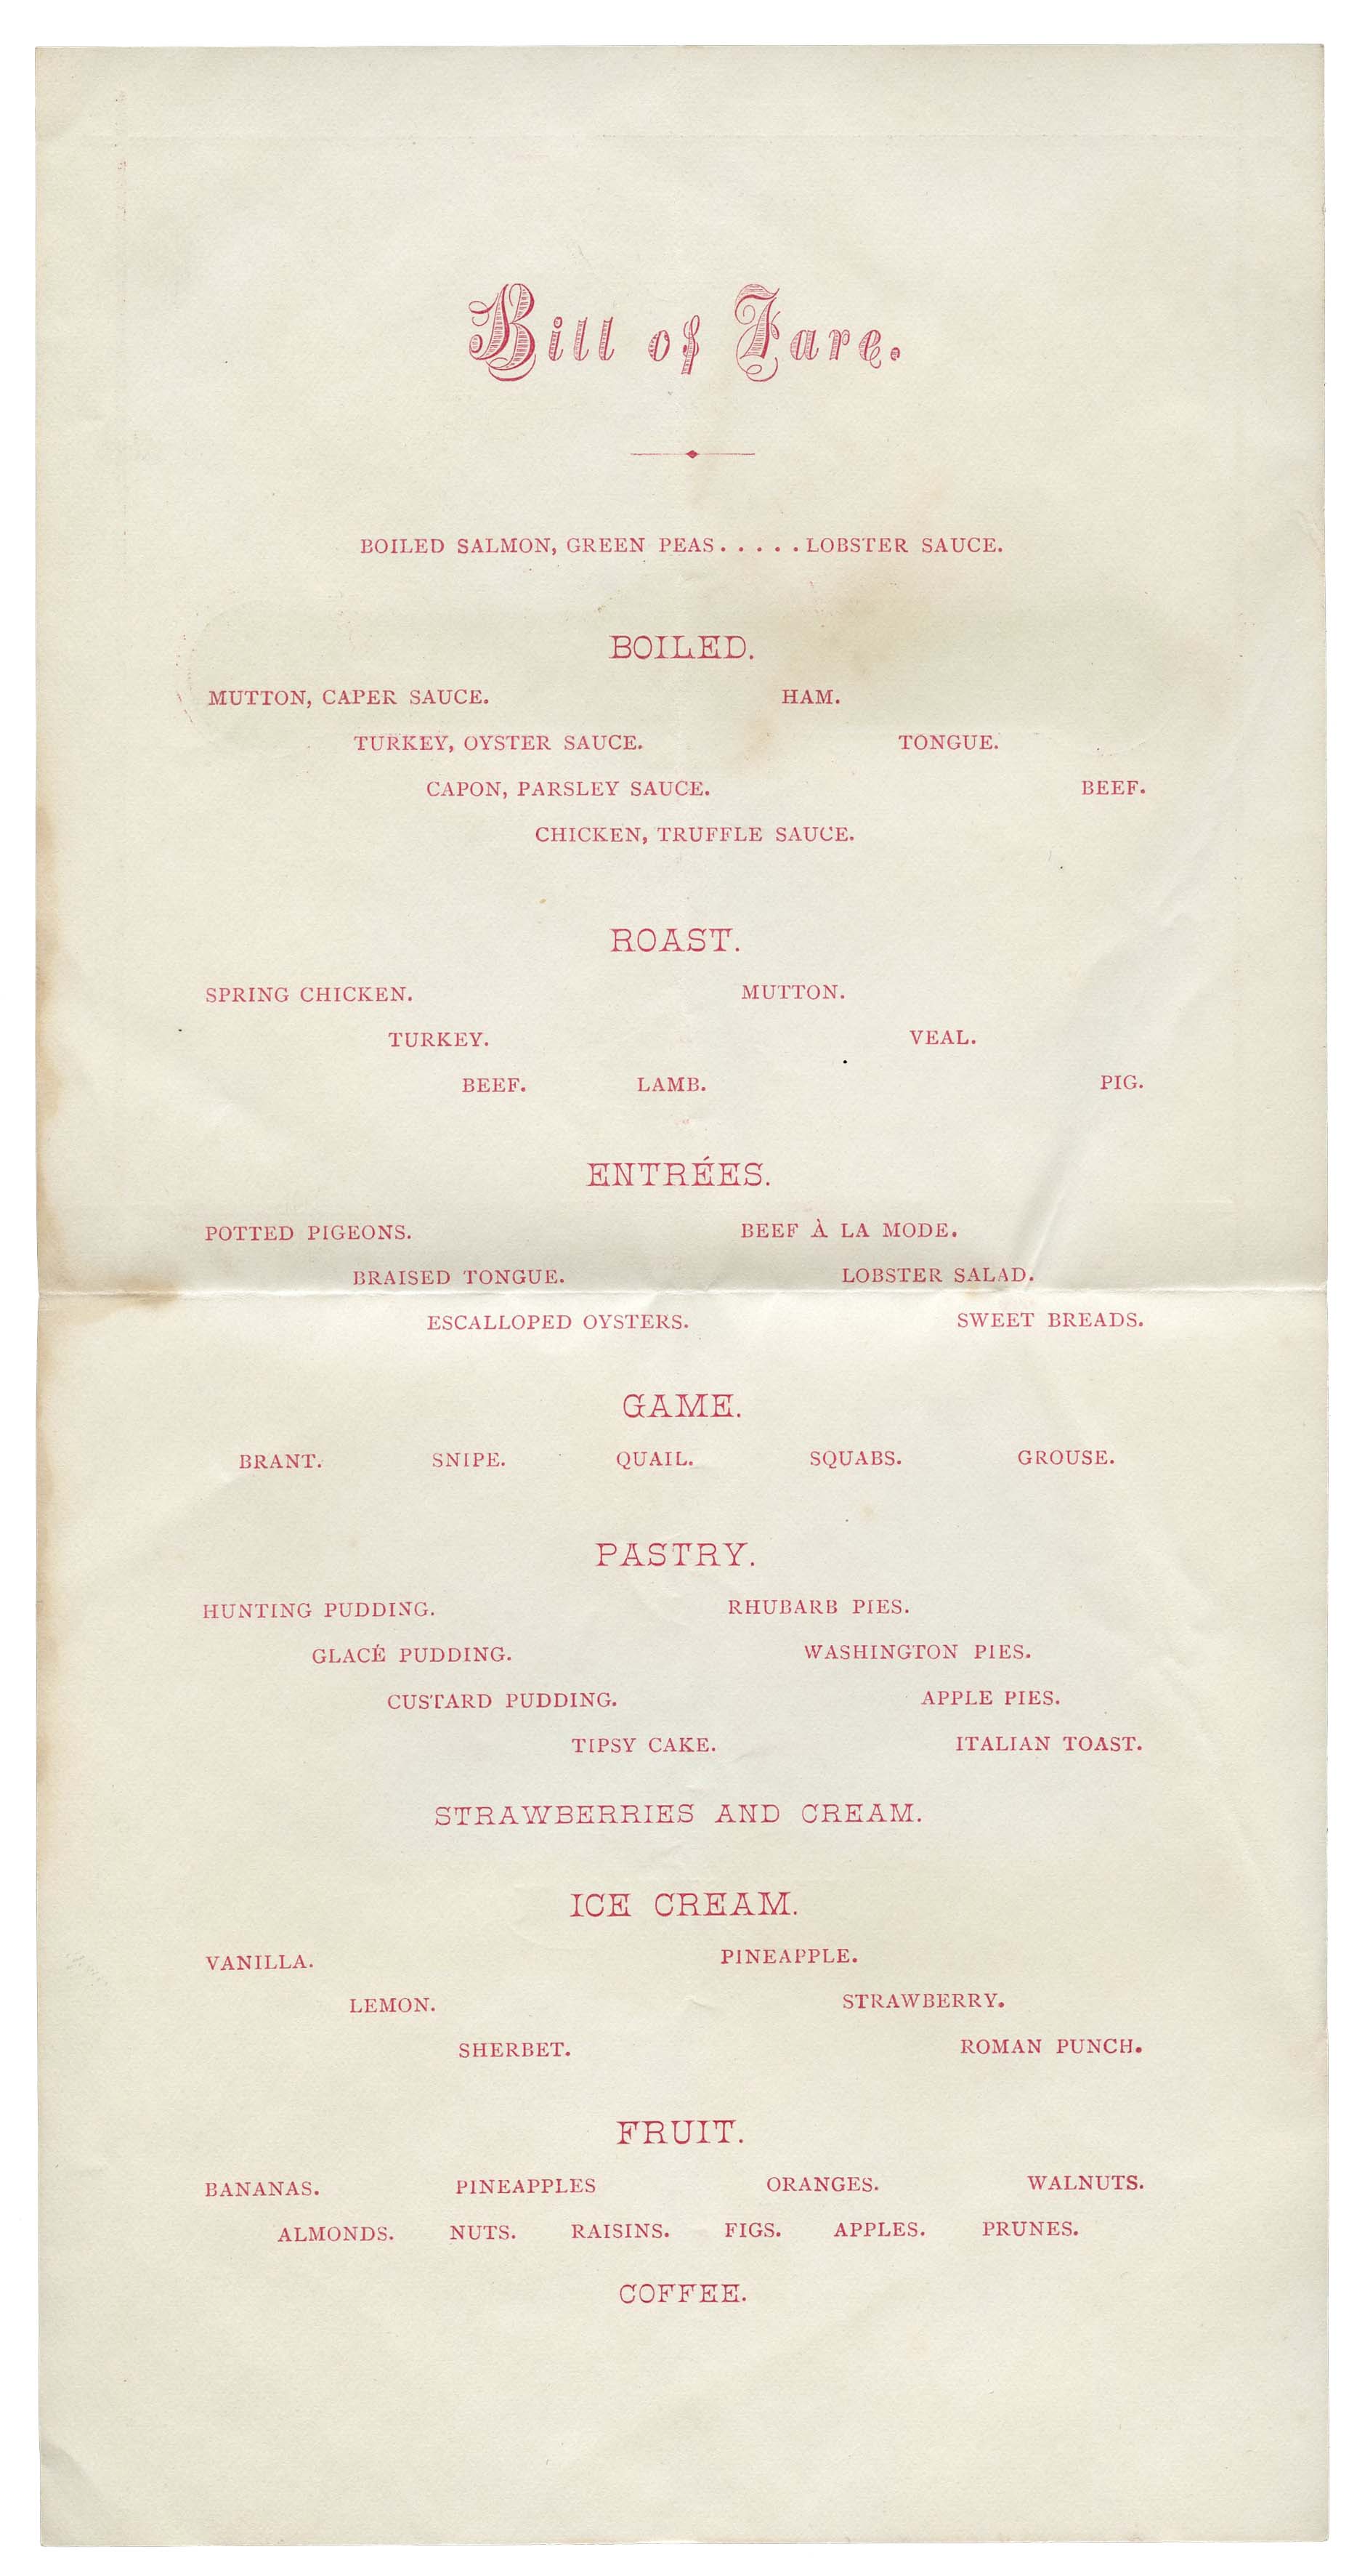 Bill of Fare.
BOILED SALMON, GREEN PEAS.....LOBSTER SAUCE.
BOILED.
MUTTON, CAPER SAUCE. HAM.
TURKEY, OYSTER SAUCE. TONGUE.
CAPON, PARSLEY SAUCE. BEEF.
CHICKEN, TRUFFLE SAUCE.
ROAST.
SPRING CHICKEN. MUTTON.
TURKEY. VEAL.
BEEF. LAMB. PIG.
ENTRÉES.
POTTED PIGEONS. BEEF À LA MODE.
BRAISED TONGUE. LOBSTER SALAD.
ESCALLOPED OYSTERS. SWEET BREADS.
GAME.
BRANT. SNIPE. QUAIL. SQUABS. GROUSE.
PASTRY.
HUNTING PUDDING. RHUBARB PIES.
GLACÉ PUDDING. WASHINGTON PIES.
CUSTARD PUDDING. APPLE PIES.
TIPSY CAKE. ITALIAN TOAST.
STRAWBERRIES AND CREAM.
ICE CREAM.
VANILLA. PINEAPPLE.
LEMON. STRAWBERRY.
SHERBET. ROMAN PUNCH.
FRUIT.
BANANAS. PINEAPPLES ORANGES. WALNUTS.
ALMONDS. NUTS. RAISINS. FIGS. APPLES. PRUNES.
COFFEE.